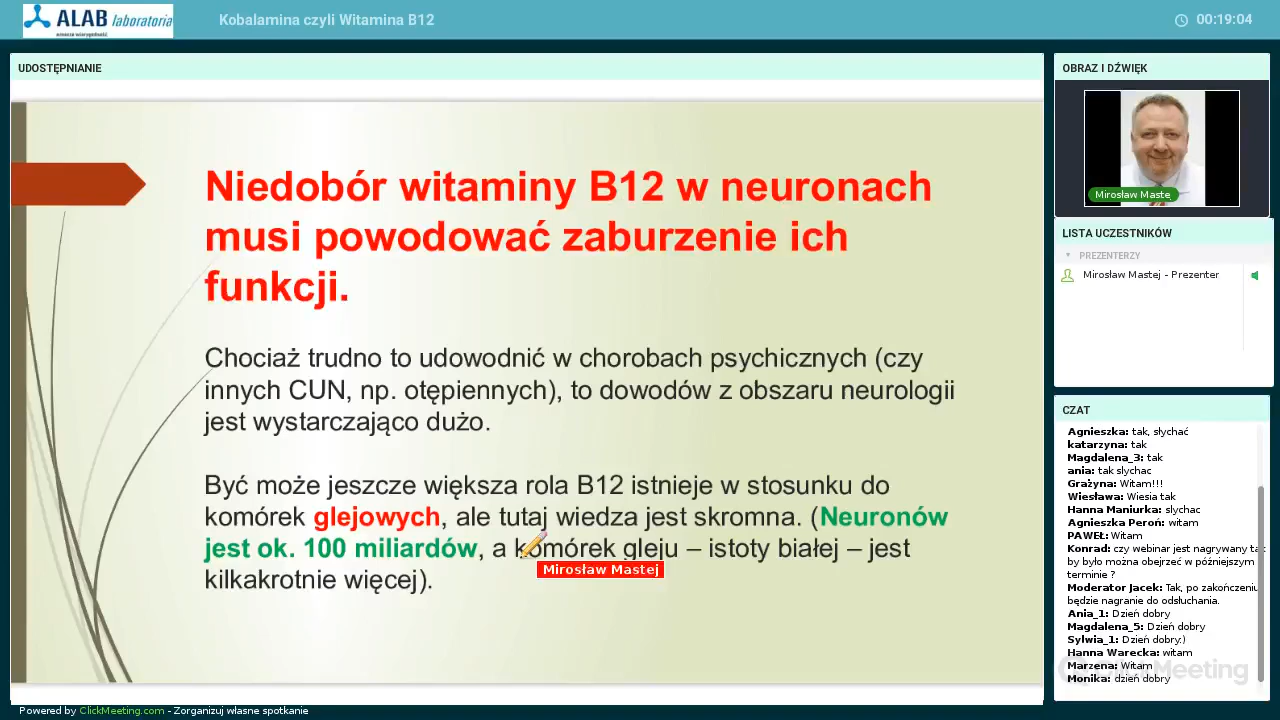 ALAB laboratoria
Kobalamina czyli Witamina B12
00:19:04
UDOSTĘPNIANIE
Niedobór witaminy B12 w neuronach
musi powodować zaburzenie ich
funkcji.
Chociaż trudno to udowodnić w chorobach psychicznych (czy
innych CUN, np. otępiennych), to dowodów z obszaru neurologii
jest wystarczająco dużo.
Być może jeszcze większa rola B12 istnieje w stosunku do
komórek glejowych, ale tutaj wiedza jest skromna. (Neuronów
jest ok. 100 miliardów, a komórek gleju – istoty białej – jest
Mirosław Mastej
kilkakrotnie więcej).
OBRAZ I DŹWIĘK
Mirosław Maste
LISTA UCZESTNIKÓW
PREZENTERZY
Mirosław Mastej - Prezenter
CZAT
Agnieszka: tak, słychać
katarzyna: tak
Magdalena_3: tak
ania: tak slychac
Grażyna: Witam!!!
Wiesława: Wiesia tak
Hanna Maniurka: slychac
Agnieszka Peroń: witam
PAWEŁ: Witam
Konrad: czy webinar jest nagrywany tak
by było można obejrzeć w późniejszym
terminie ?
Moderator Jacek: Tak, po zakończeniu
będzie nagranie do odsłuchania.
Ania_1: Dzień dobry
Magdalena_5: Dzień dobry
Sylwia_1: Dzień dobry:)
Hanna Warecka: witam
Marzena: Witam
Monika: dzień dobry
ClickMeeting
Powered by ClickMeeting.com - Zorganizuj własne spotkanie